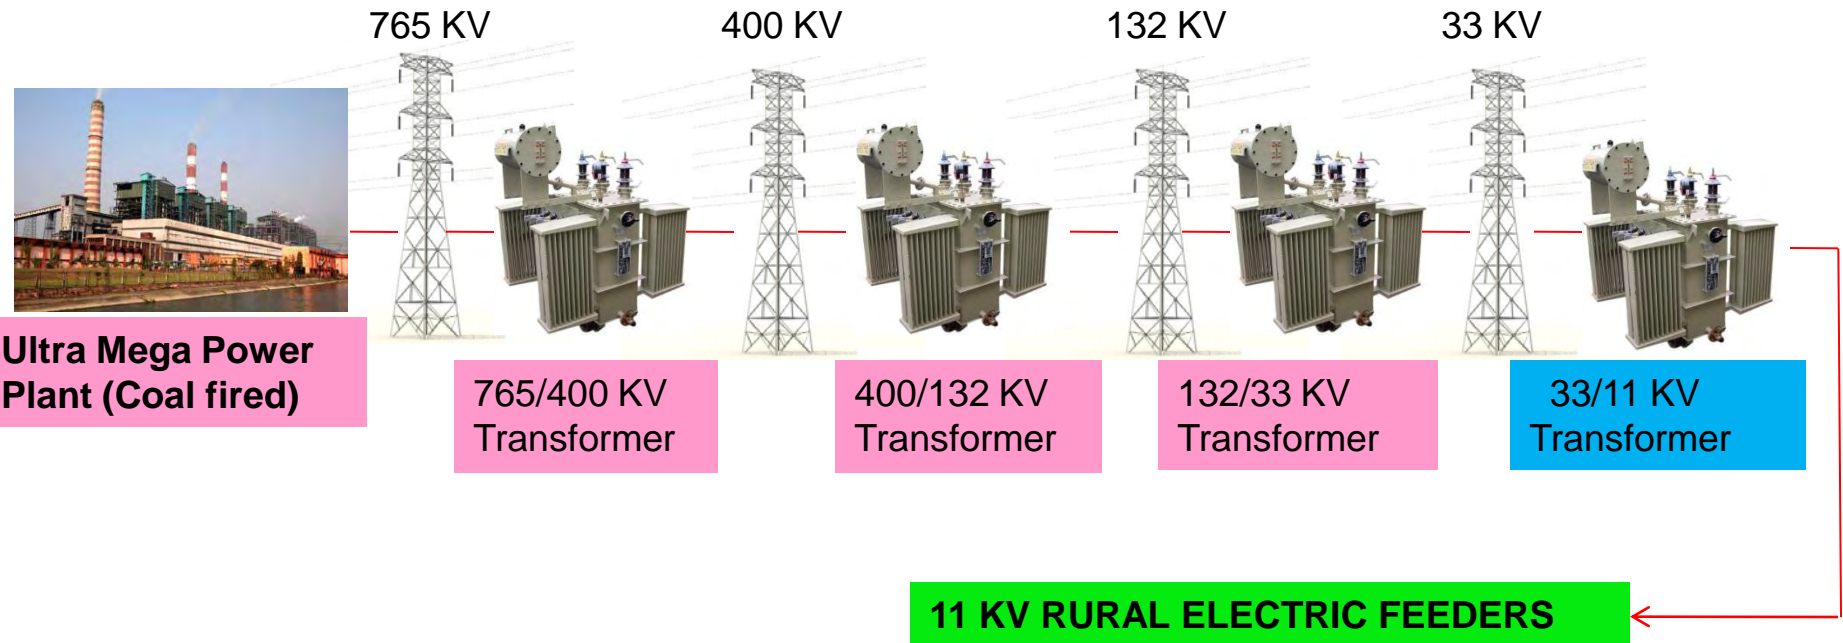 765 KV
400 KV
132 KV
33 KV
Ultra Mega Power
Plant (Coal fired)
765/400 KV
Transformer
400/132 KV
Transformer
132/33 KV
Transformer
33/11 KV
Transformer
11 KV RURAL ELECTRIC FEEDERS